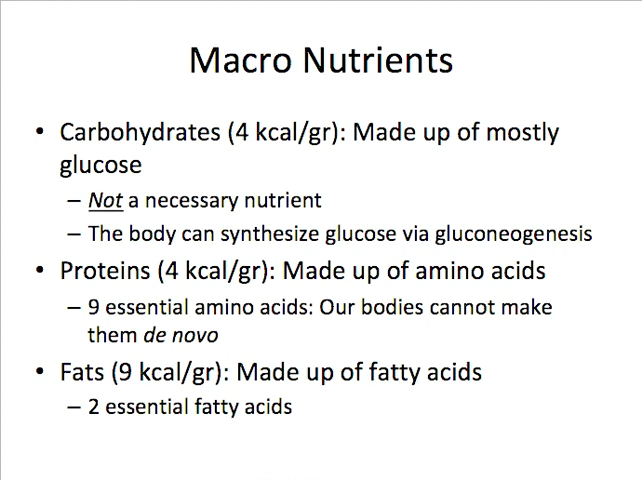 Macro Nutrients
• Carbohydrates (4 kcal/gr): Made up of mostly
glucose
– Not a necessary nutrient
– The body can synthesize glucose via gluconeogenesis
• Proteins (4 kcal/gr): Made up of amino acids
– 9 essential amino acids: Our bodies cannot make
them de novo
• Fats (9 kcal/gr): Made up of fatty acids
– 2 essential fatty acids